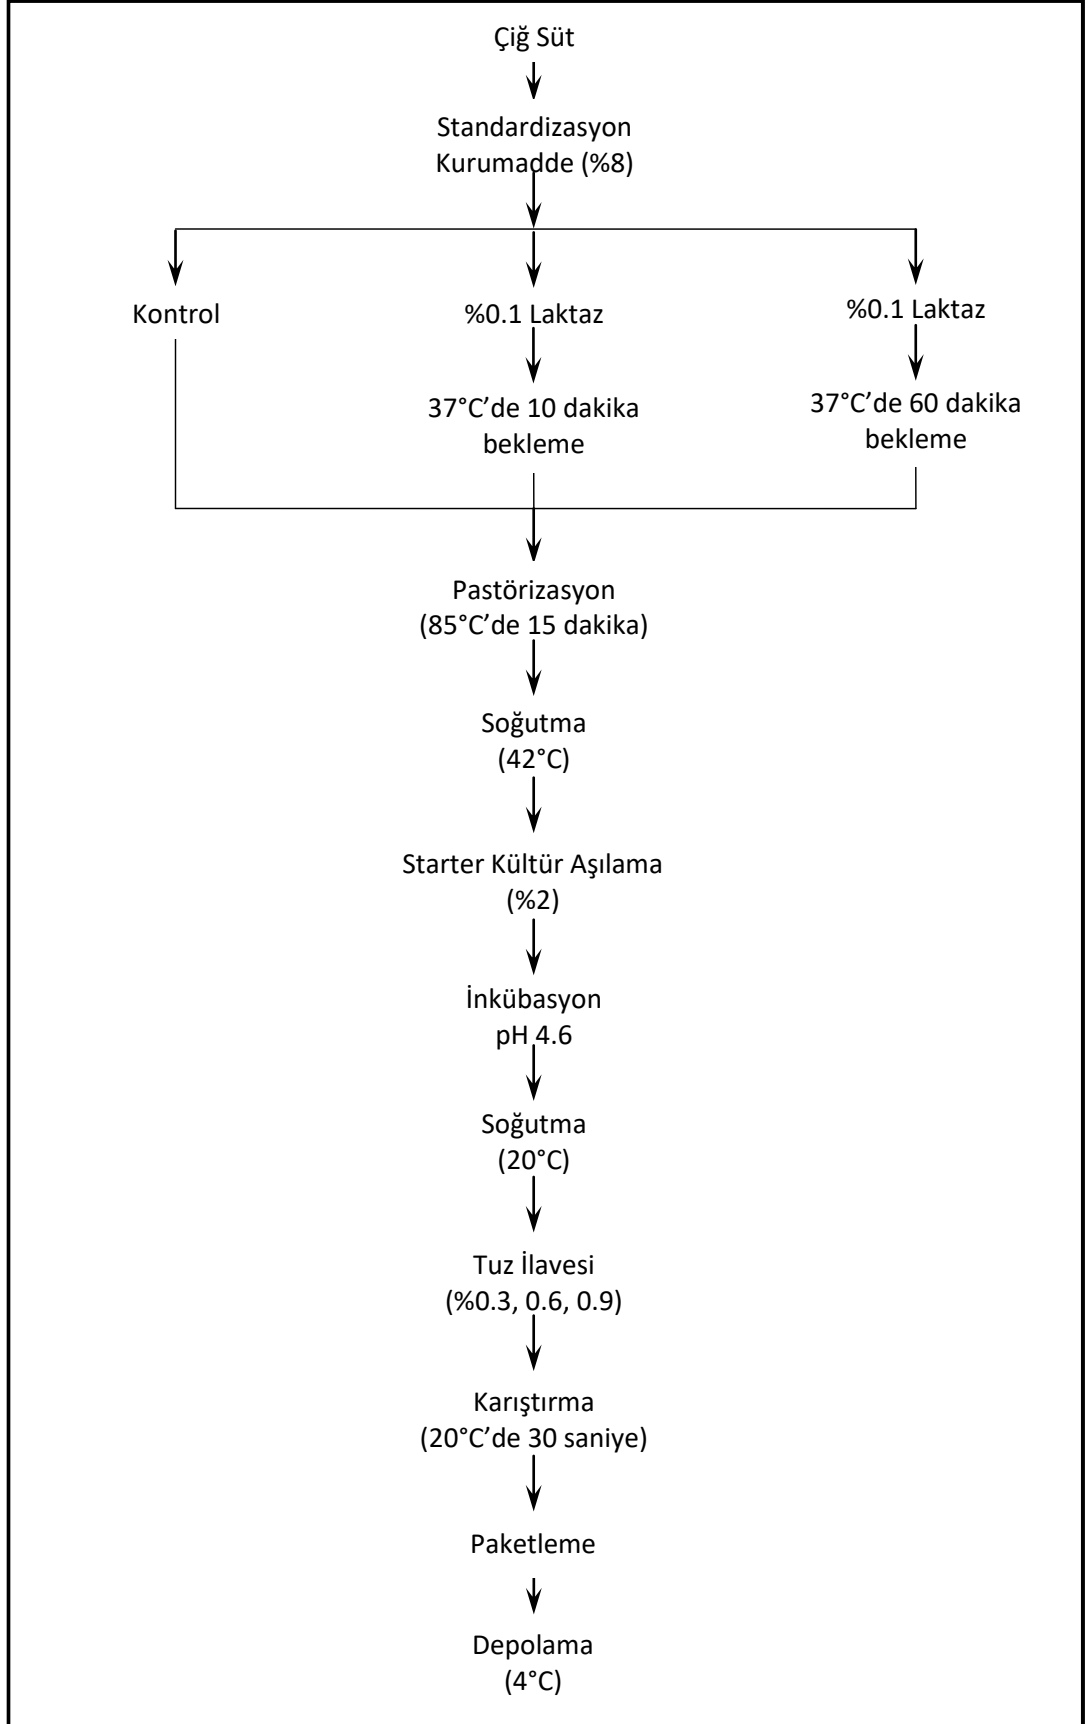 Çiğ Süt
Standardizasyon
Kurumadde (%8)
Kontrol
%0.1 Laktaz
37°C’de 10 dakika
bekleme
%0.1 Laktaz
37°C’de 60 dakika
bekleme
Pastörizasyon
(85°C’de 15 dakika)
Soğutma
(42°C)
Starter Kültür Aşılama
(%2)
İnkübasyon
pH 4.6
Soğutma
(20°C)
Tuz İlavesi
(%0.3, 0.6, 0.9)
Karıştırma
(20°C’de 30 saniye)
Paketleme
Depolama
(4°C)